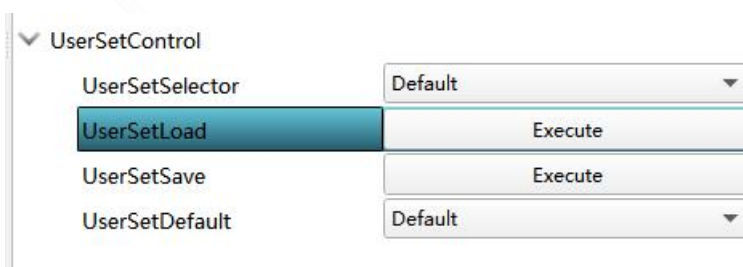 UserSetControl
UserSetSelector Default
UserSetLoad Execute
UserSetSave Execute
UserSetDefault Default